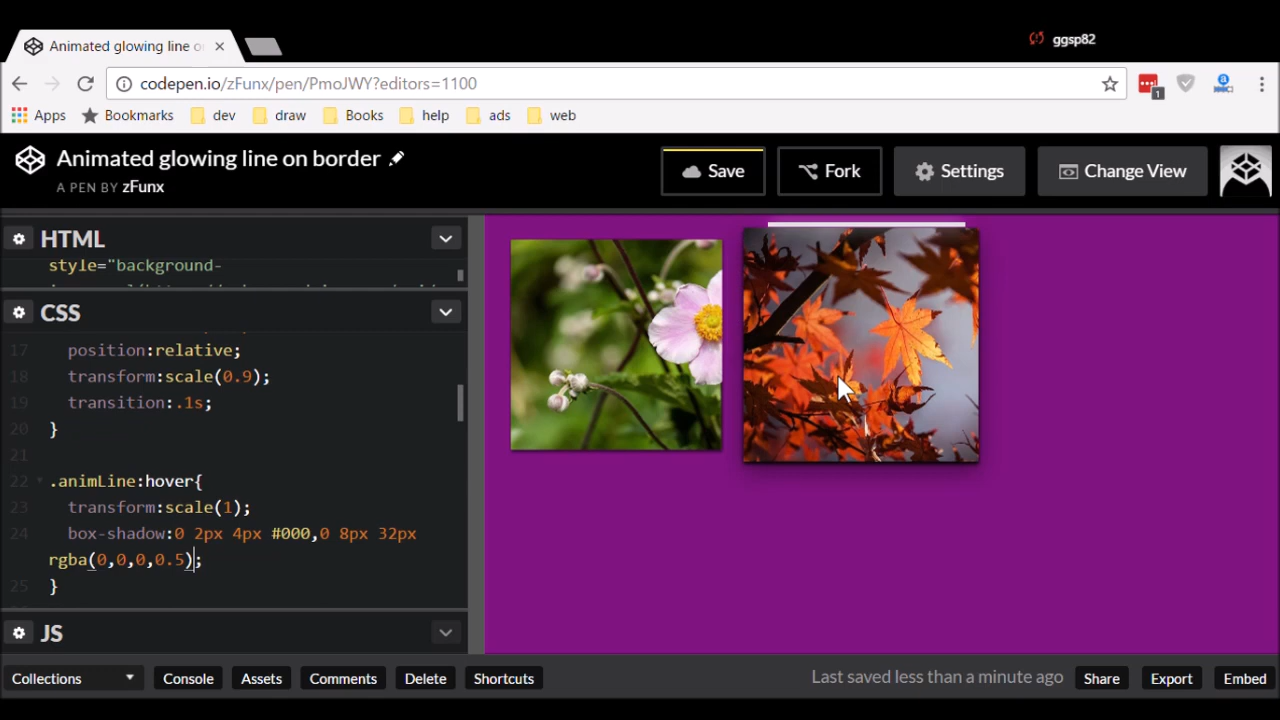 Animated glowing line o
ggsp82
codepen.io/zFunx/pen/PmoJWY?editors=1100
1
a
Apps
Bookmarks
dev
draw
Books
help
ads
web
Animated glowing line on border
A PEN BY zFunx
Save
Fork
Settings
Change View
HTML
style="background-
CSS
17 position:relative;
18 transform:scale(0.9);
19 transition:.1s;
20 }
21
22 .animLine:hover{
23 transform:scale(1);
24 box-shadow:0 2px 4px #000,0 8px 32px
rgba(0,0,0,0.5);
25 }
JS
Collections
Console
Assets
Comments
Delete
Shortcuts
Last saved less than a minute ago
Share
Export
Embed